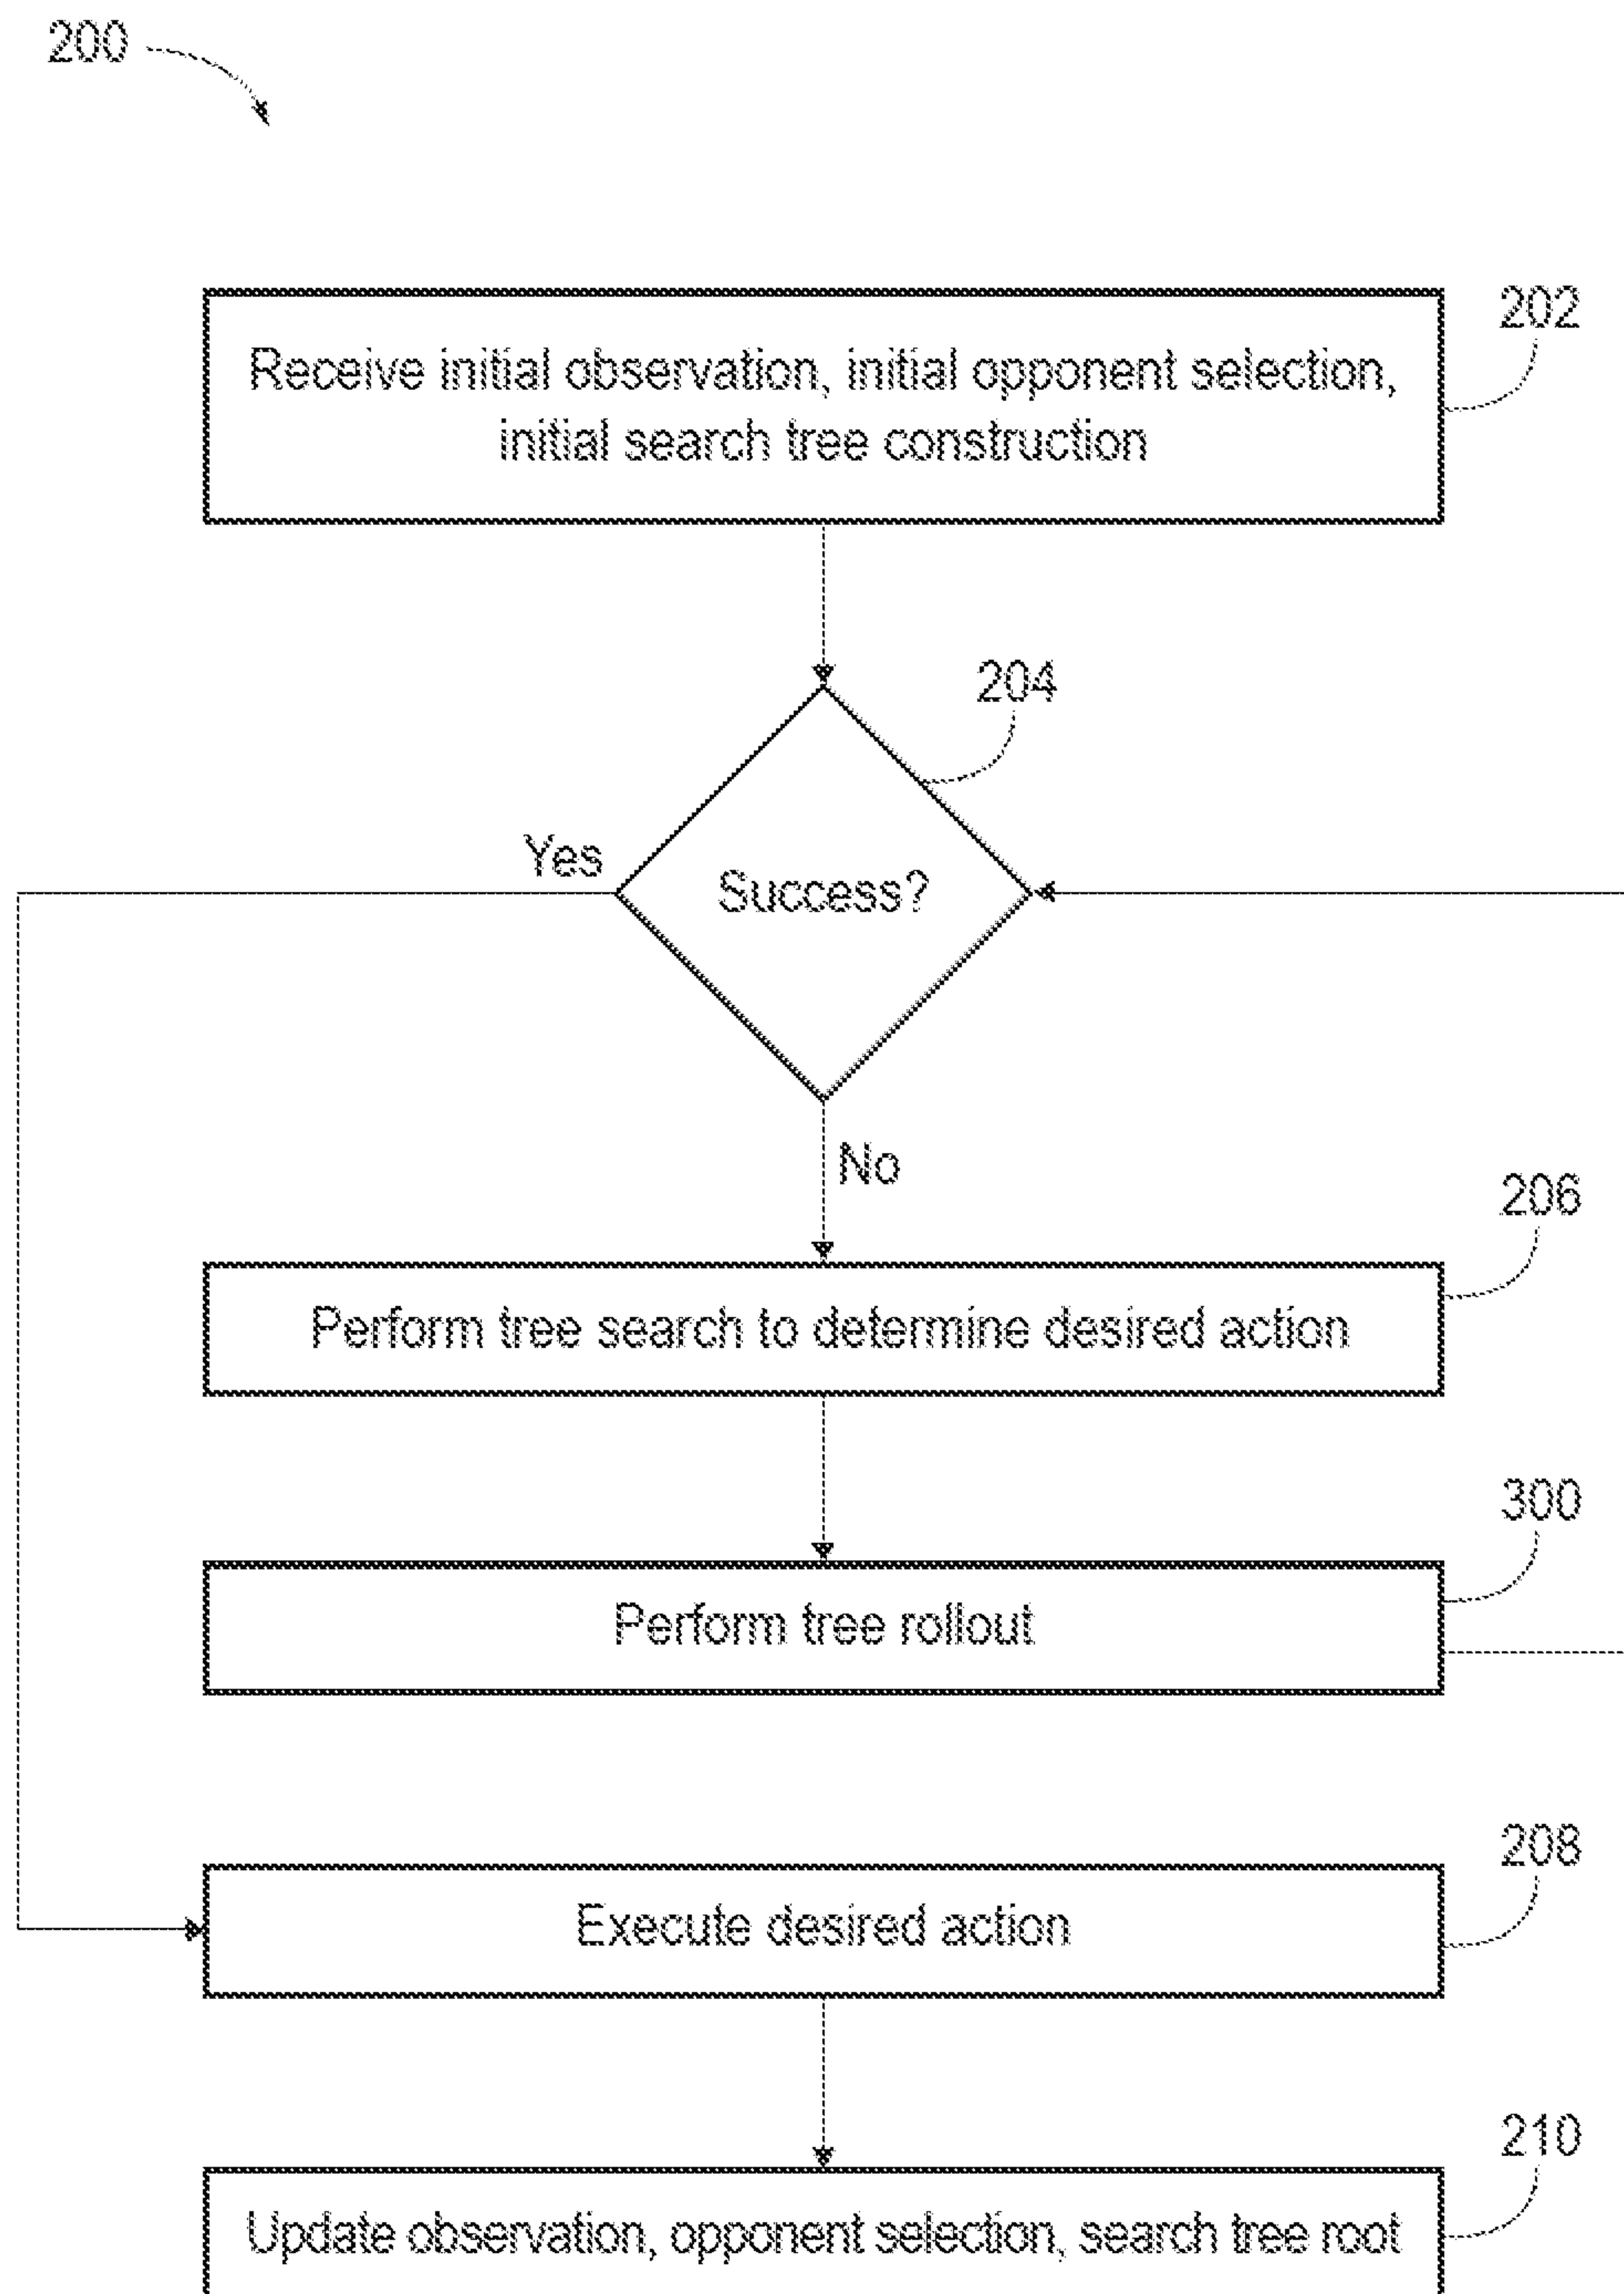 200
202
Receive initial observation, initial opponent selection,
initial search tree construction
204
Yes
Success?
No
206
Perform tree search to determine desired action
300
Perform tree rollout
208
Execute desired action
210
Update observation, opponent selection, search tree root